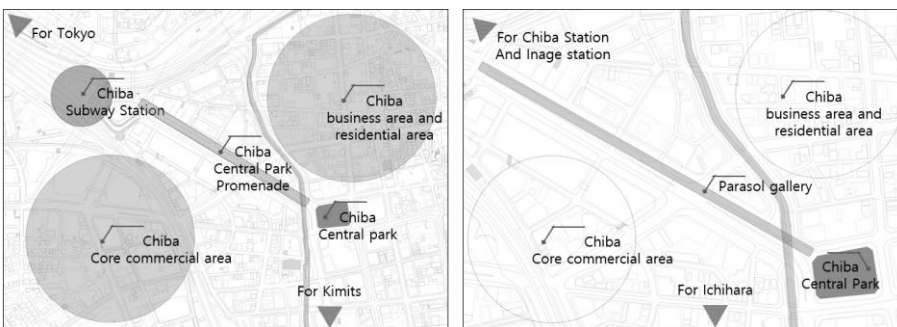 For Tokyo
Chiba
Subway Station
Chiba
business area and
residential area
Chiba
Central Park
Promenade
Chiba
Central park
Chiba
Core commercial area
For Kimits
For Chiba Station
And Inage station
Chiba
business area and
residential area
Parasol gallery
Chiba
Core commercial area
Chiba
Central Park
For Ichihara